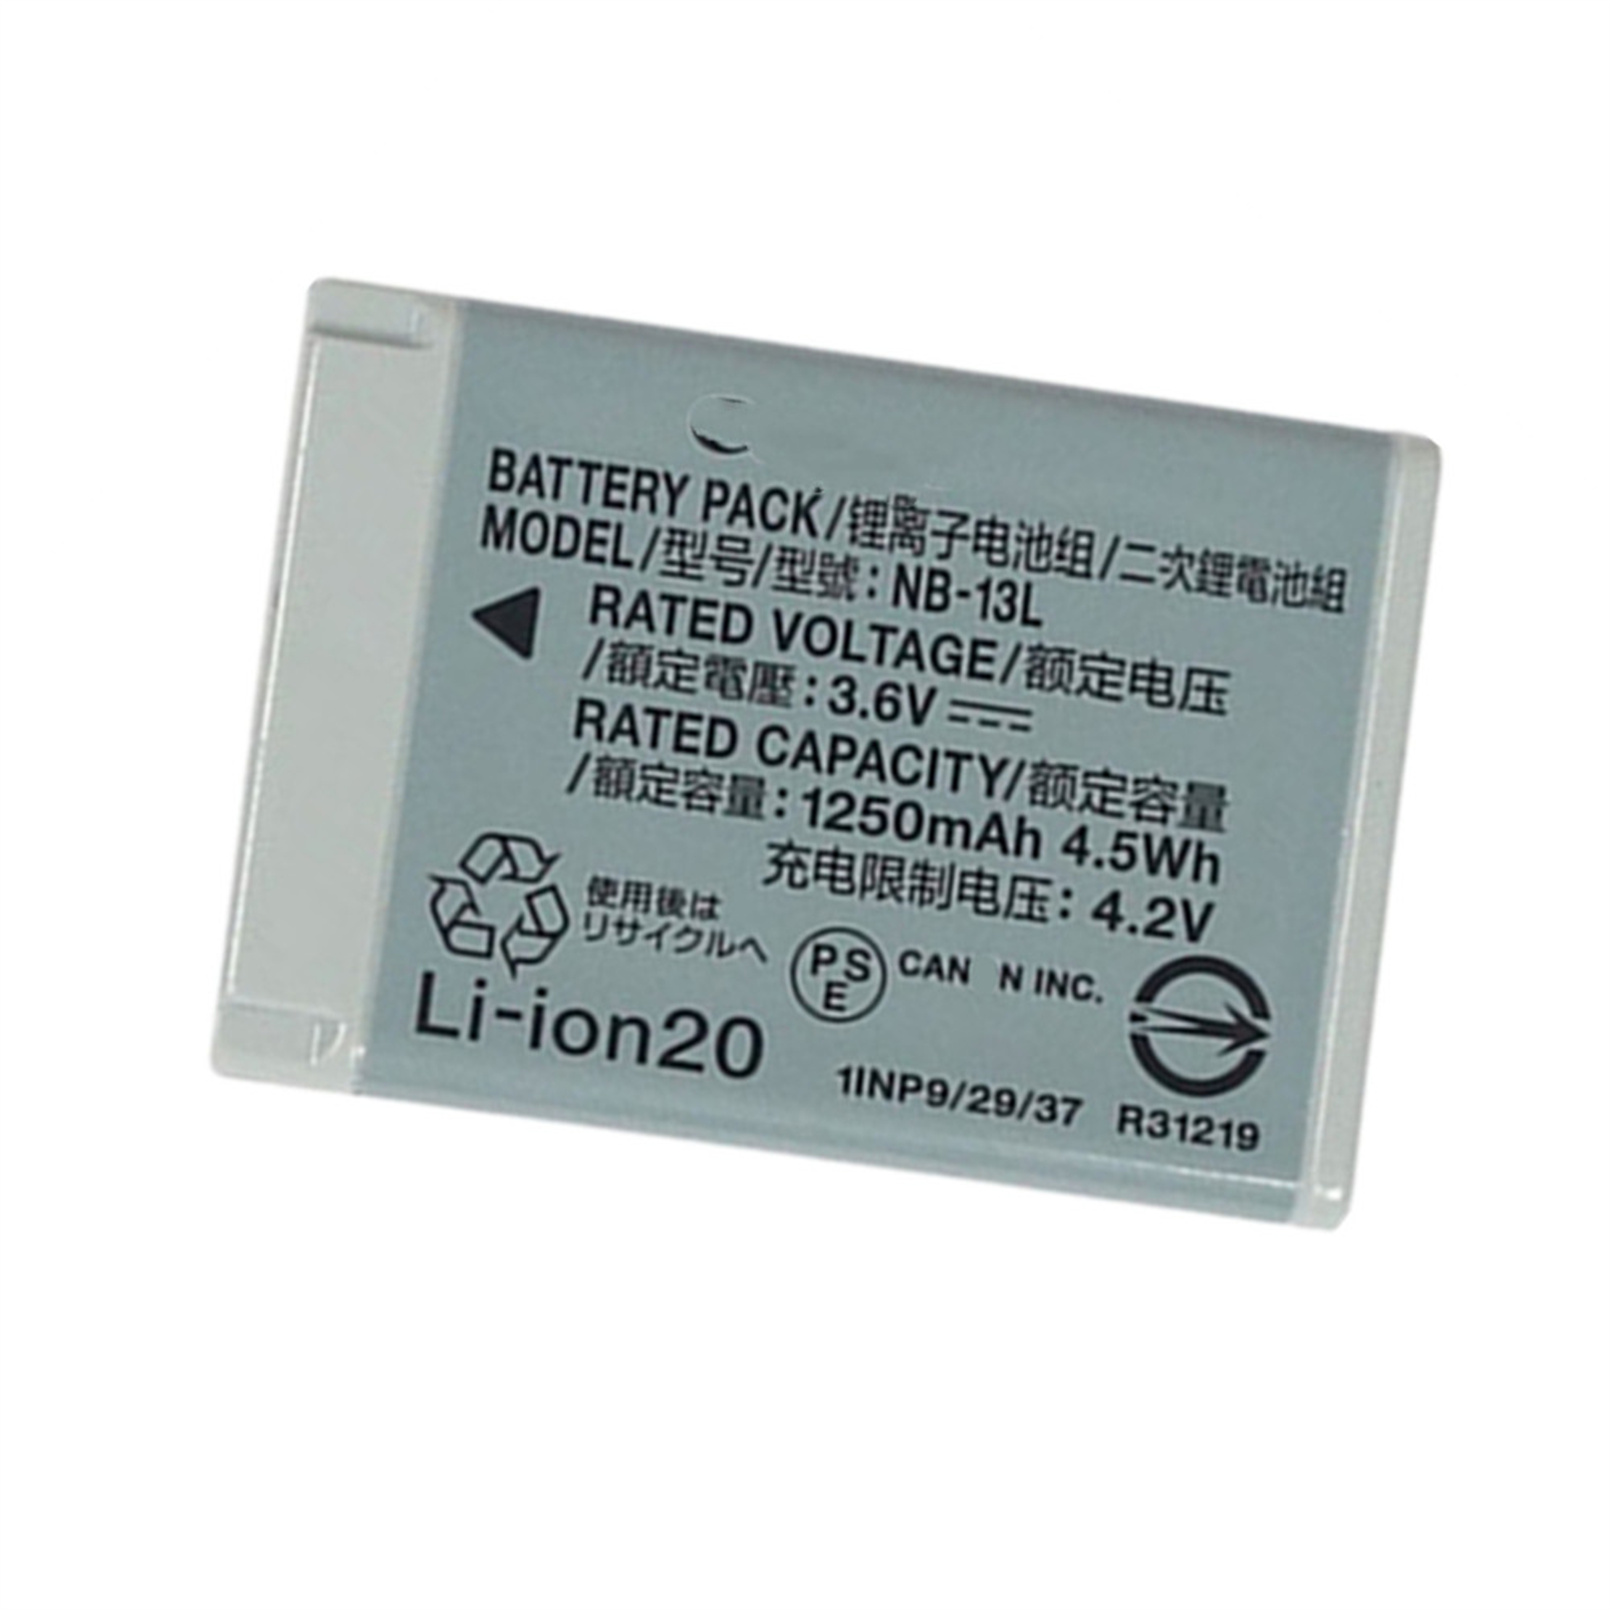 C
BATTERY PACK/锂离子电池组/二次鋰電池組
MODEL/型号/型號:NB-13L
RATED VOLTAGE/额定电压
/額定電壓:3.6V
RATED CAPACITY/额定容量
/額定容量:1250mAh 4.5Wh
充电限制电压:4.2V
使用後は
リサイクルへ
PSE
CAN N INC.
Li-ion20
1INP9/29/37 R31219